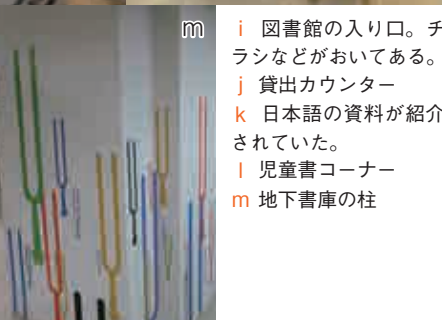 m
i 図書館の入り口。チ
ラシなどがおいてある。
j 貸出カウンター
k 日本語の資料が紹介
されていた。
l 児童書コーナー
m 地下書庫の柱